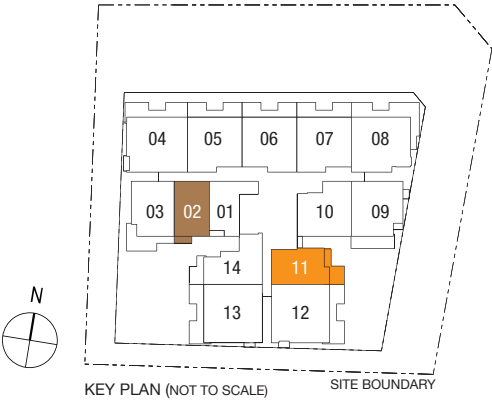 04 05 06 07 08
03 02 01 10 09
14 11
13 12
N
KEY PLAN (NOT TO SCALE)
SITE BOUNDARY